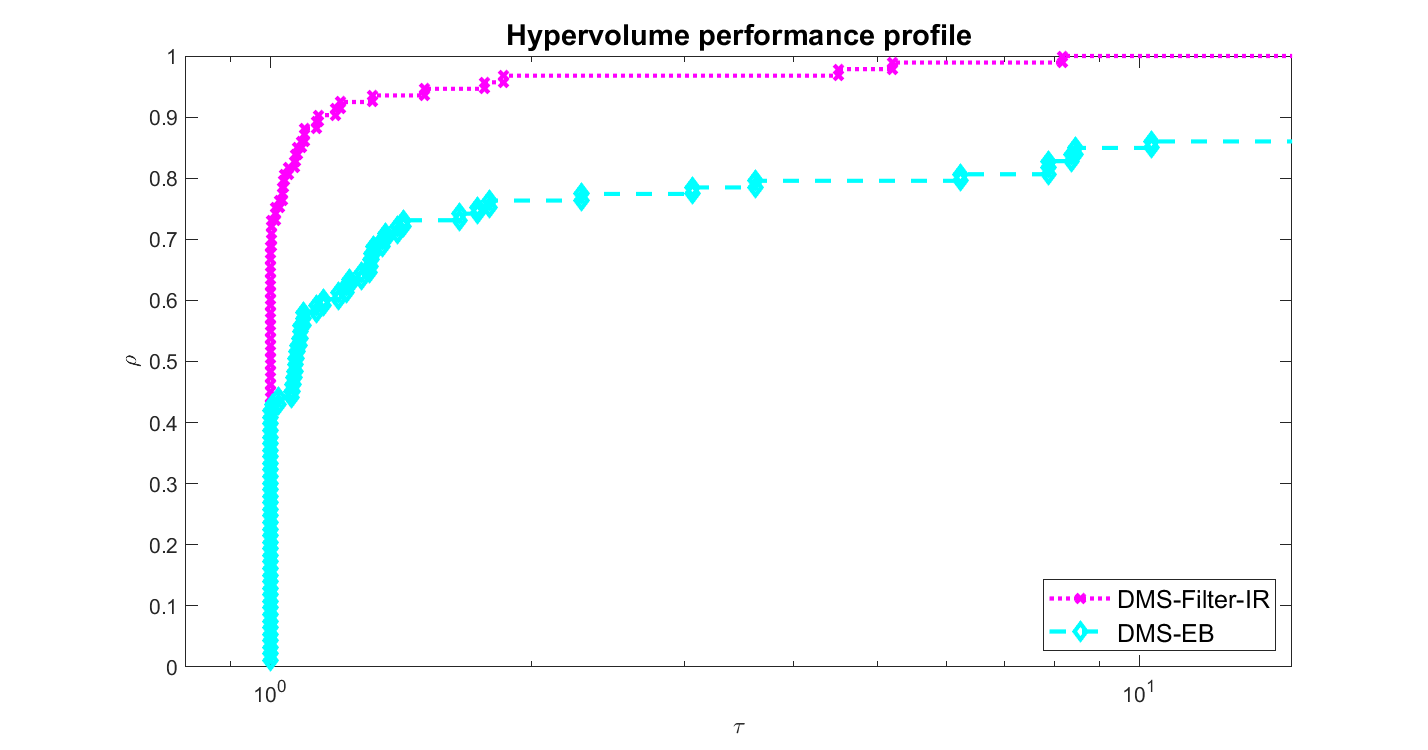 Hypervolume performance profile
1
0.9
0.8
0.7
0.6
0.5
0.4
0.3
0.2
0.1
0
ρ
10^0
10^1
τ
DMS-Filter-IR
DMS-EB